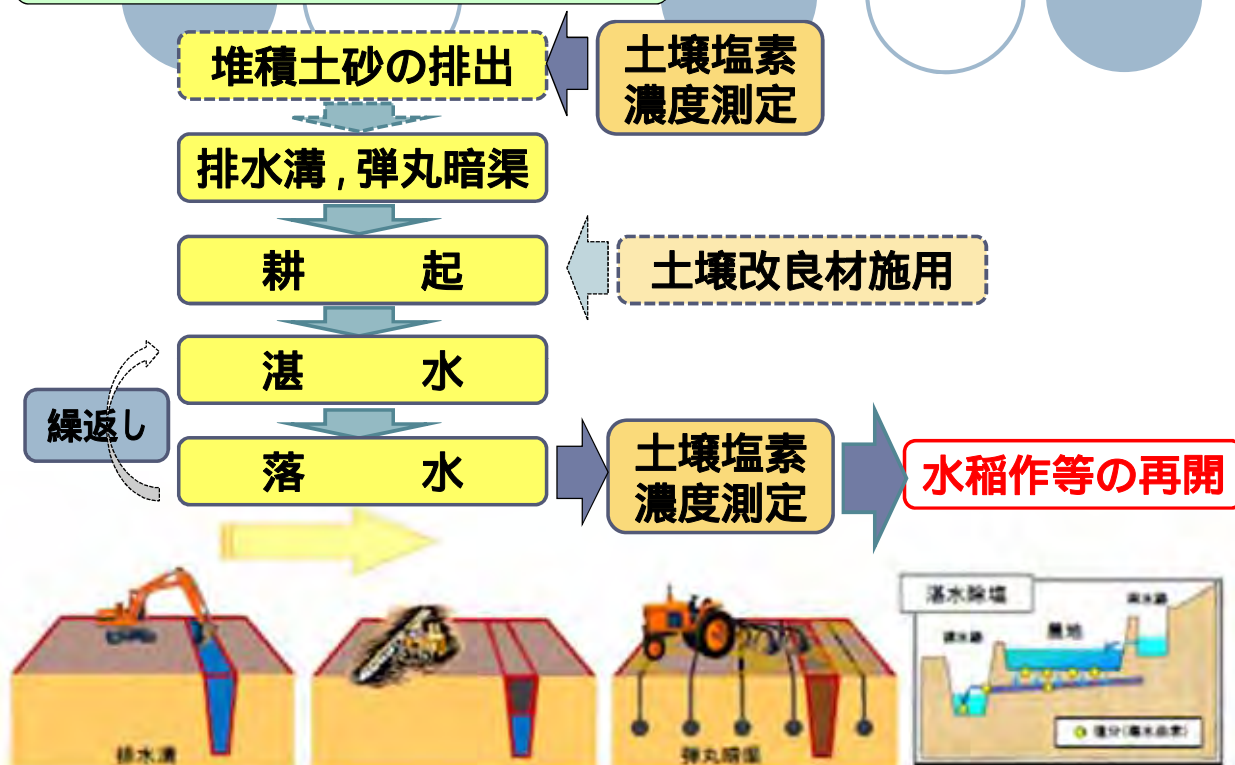 堆積土砂の排出
土壌塩素
濃度測定
排水溝,弾丸暗渠
耕　起
土壌改良材施用
湛　水
繰返し
落　水
土壌塩素
濃度測定
水稲作等の再開
湛水除塩
農地
排水溝
弾丸暗渠